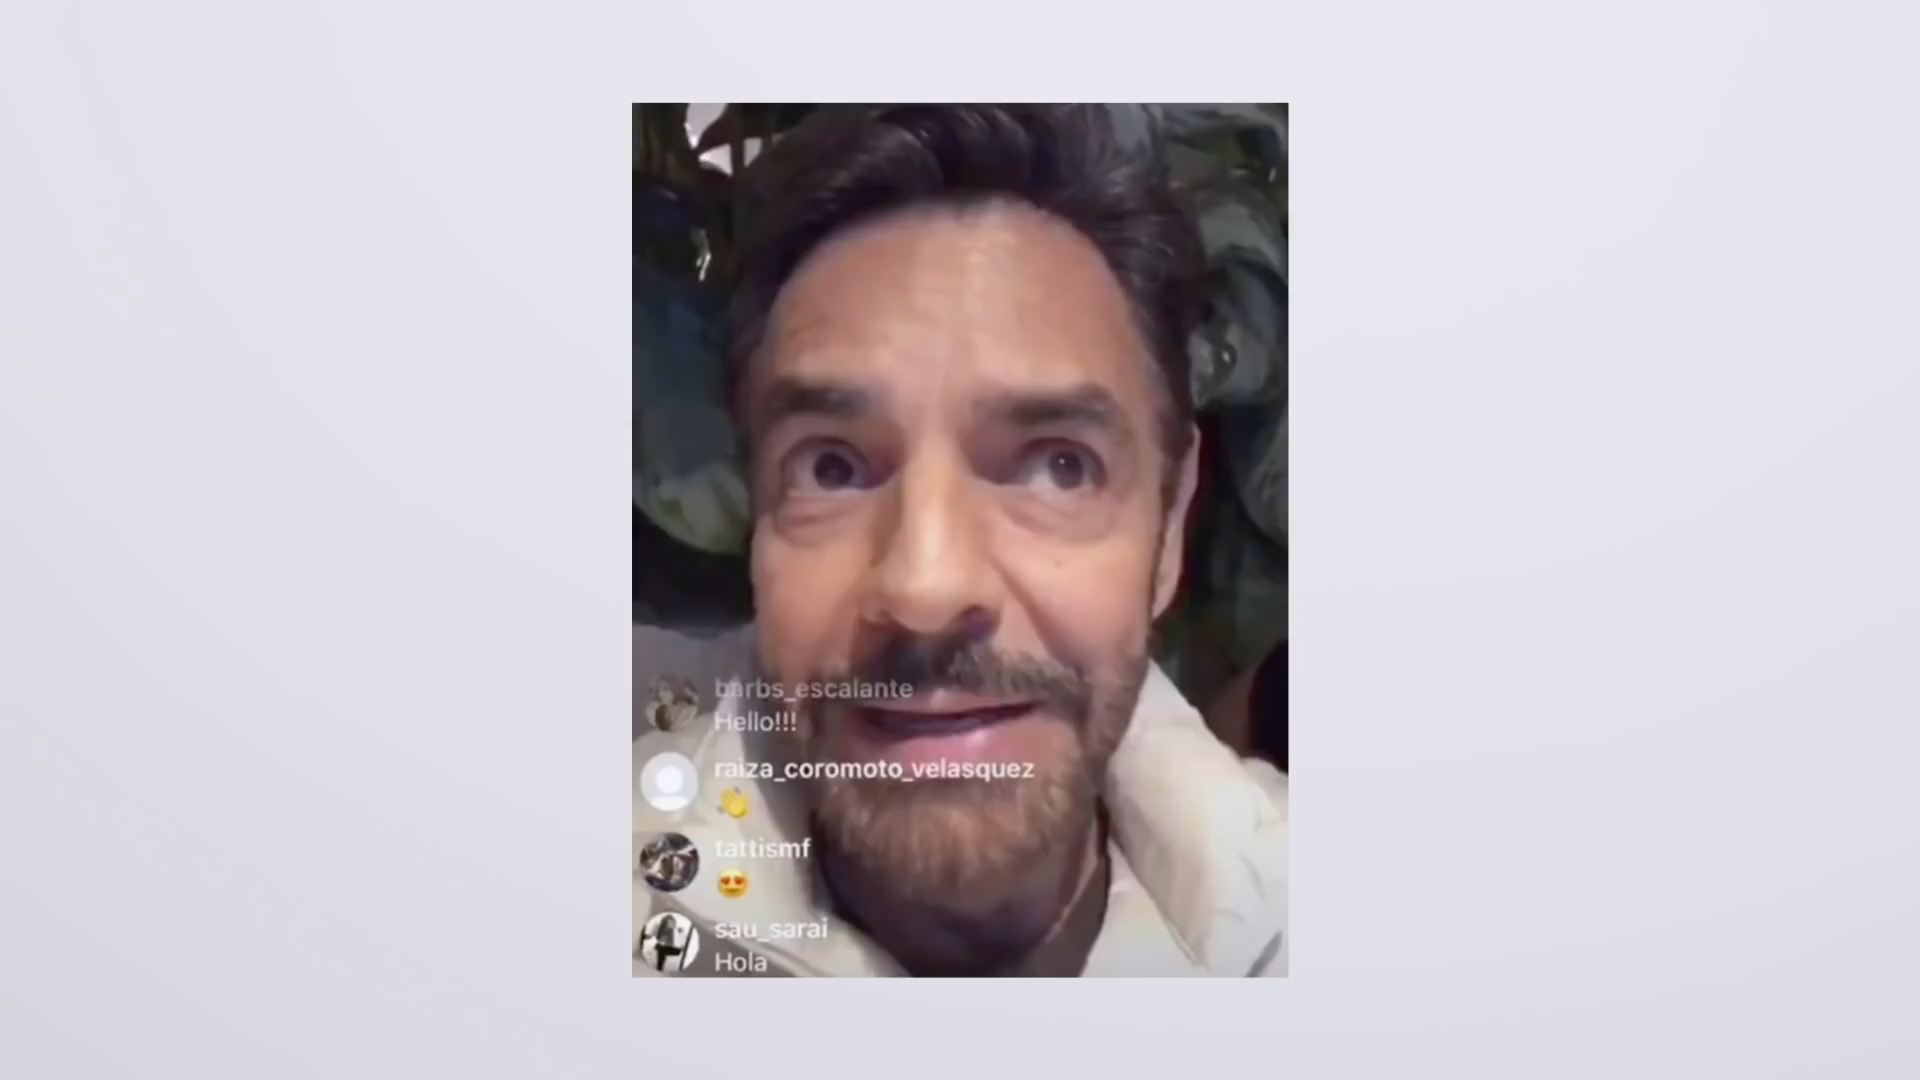 barbs_escalante
Hello!!!
raiza_coromoto_velasquez
👏
tattismf
😍
sau_sarai
Hola